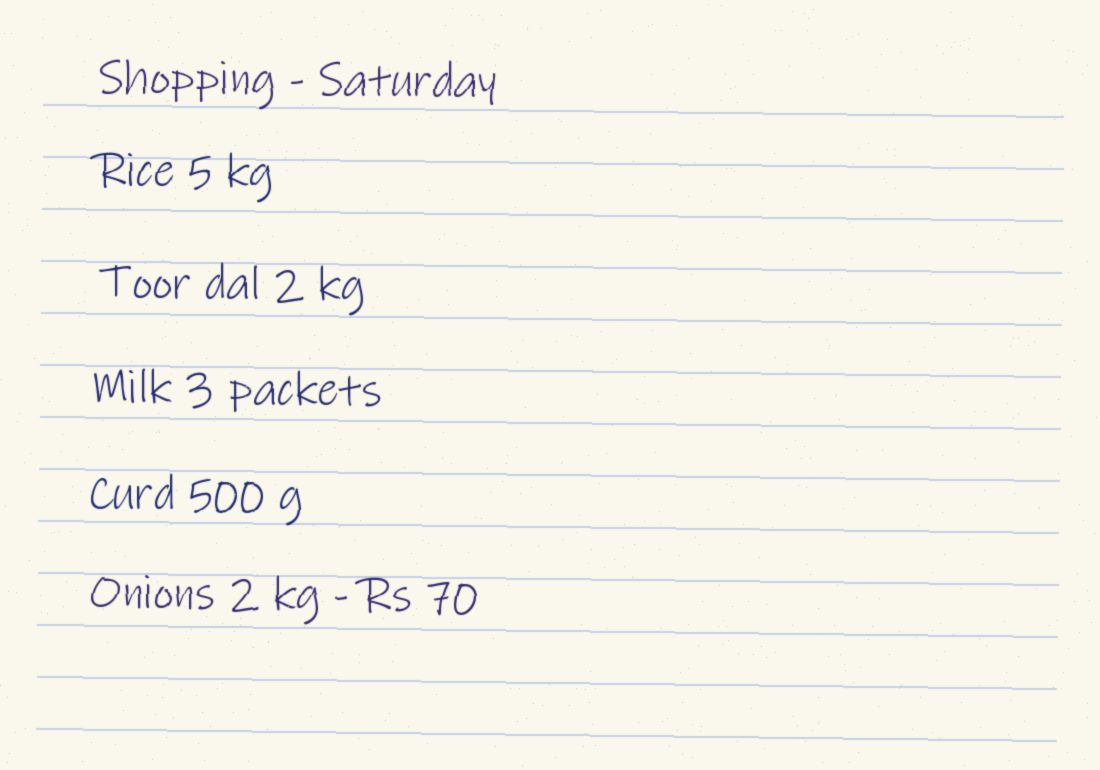 Shopping - Saturday
Rice 5 kg
Toor dal 2 kg
Milk 3 packets
Curd 500 g
Onions 2 kg - Rs 70